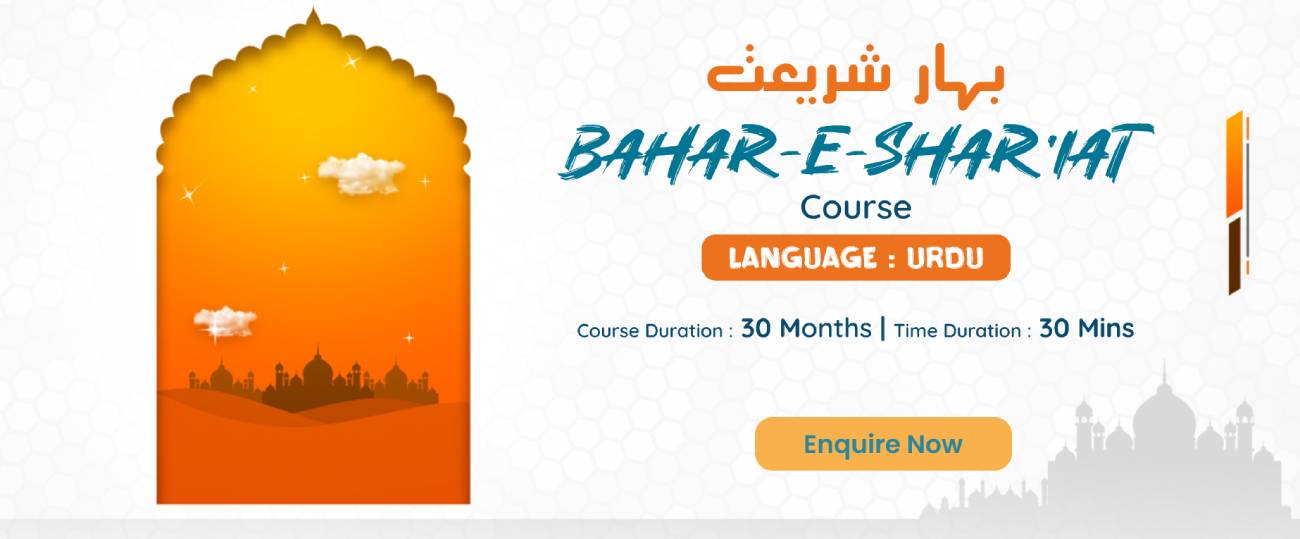 بہار شریعت
BAHAR-E-SHAR'IAT
Course
LANGUAGE : URDU
Course Duration : 30 Months | Time Duration : 30 Mins
Enquire Now